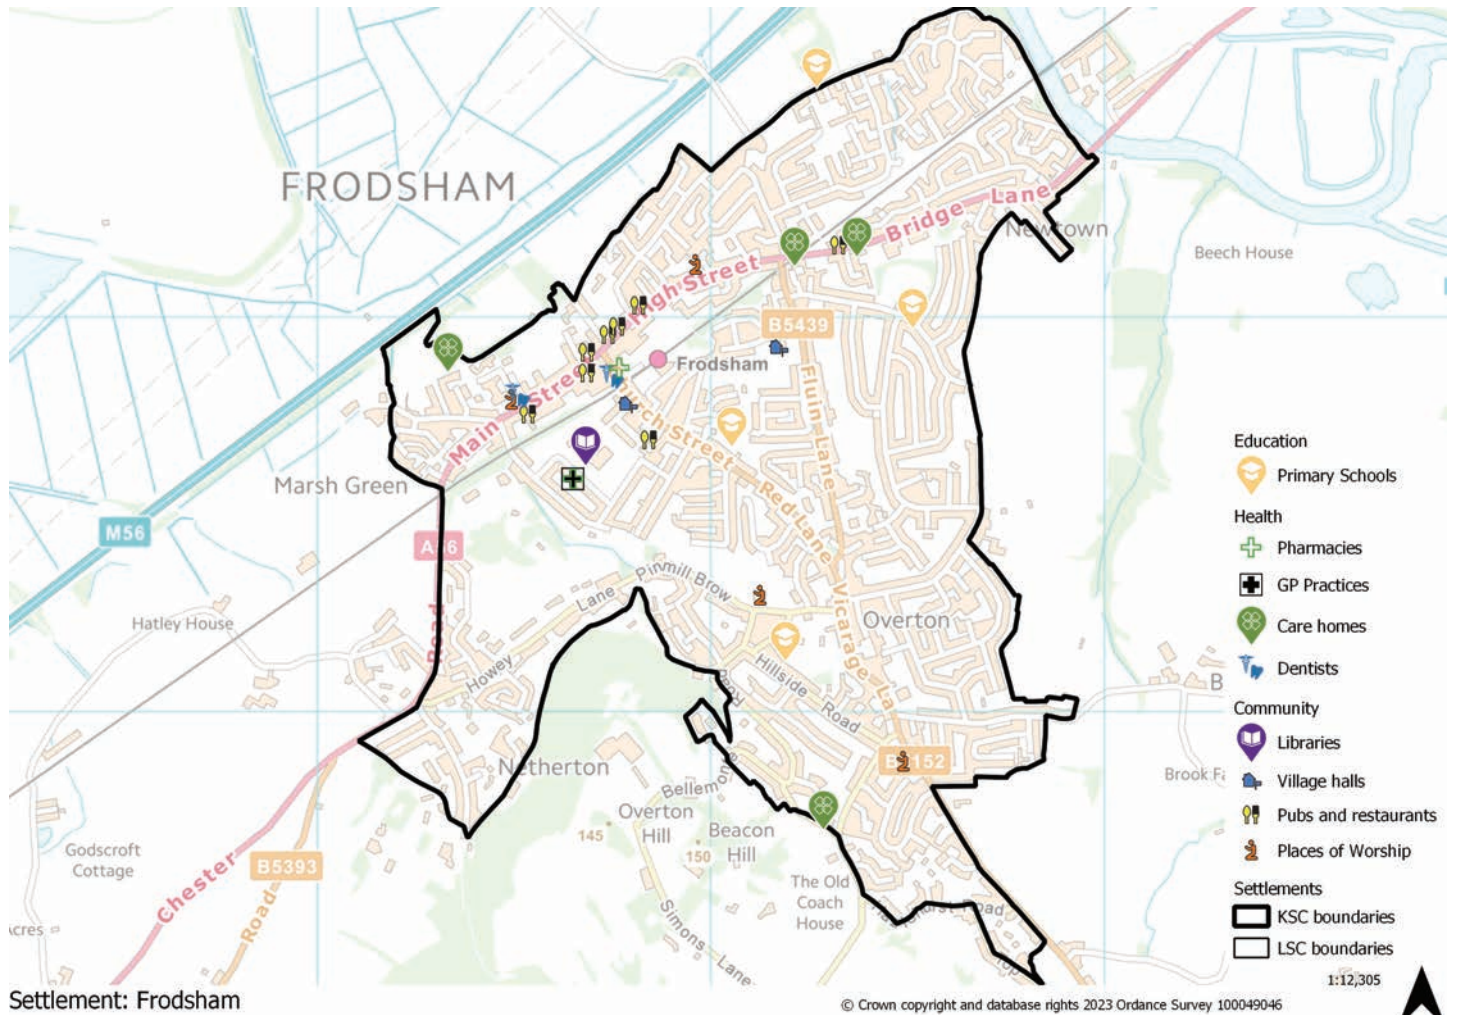 FRODSHAM
Bridge Lane
Newtown
Beech House
High Street
B5439
Frodsham
Main Street
Church Street
Fluin Lane
Red Lane
Marsh Green
M56
A56
Road
Hatley House
Howey Lane
Pinmill Brow
Vicarage La
Overton
Hillside Road
B5152
Netherton
Bellemonte
Road
Overton
Hill
145
Beacon
Hill
150
The Old
Coach
House
Simons Lane
Godscroft
Cottage
B5393
Chester
Road
Acres
Brook Fa
B
Top
Education
Primary Schools
Health
Pharmacies
GP Practices
Care homes
Dentists
Community
Libraries
Village halls
Pubs and restaurants
Places of Worship
Settlements
KSC boundaries
LSC boundaries
1:12,305
Settlement: Frodsham
© Crown copyright and database rights 2023 Ordance Survey 100049046